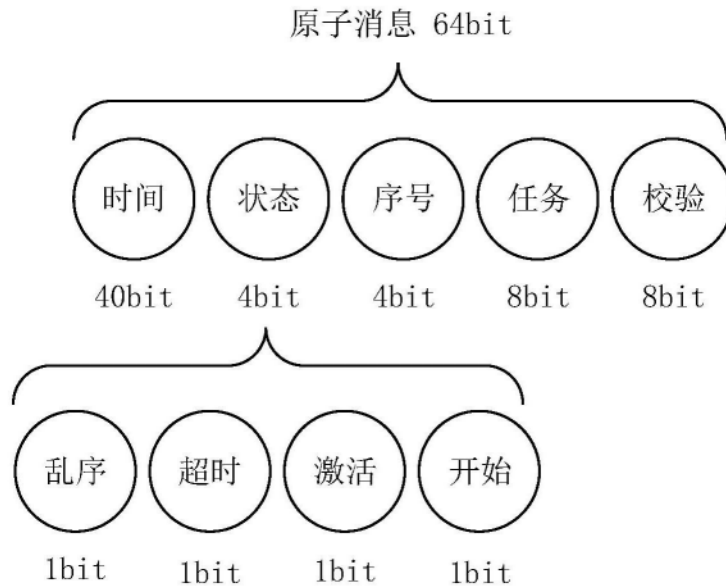 原子消息 64bit
时间 状态 序号 任务 校验
40bit 4bit 4bit 8bit 8bit
乱序 超时 激活 开始
1bit 1bit 1bit 1bit